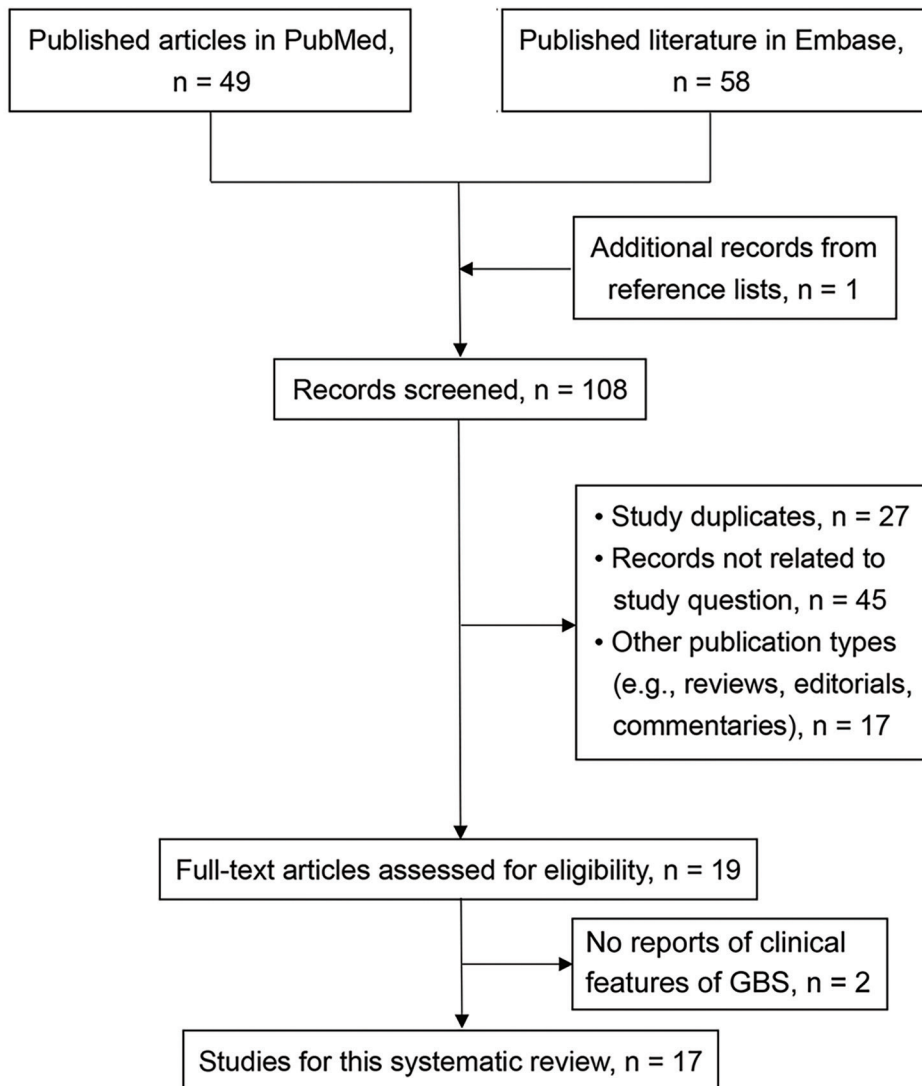 Published articles in PubMed,
n = 49
Published literature in Embase,
n = 58
Additional records from
reference lists, n = 1
Records screened, n = 108
• Study duplicates, n = 27
• Records not related to
study question, n = 45
• Other publication types
(e.g., reviews, editorials,
commentaries), n = 17
Full-text articles assessed for eligibility, n = 19
No reports of clinical
features of GBS, n = 2
Studies for this systematic review, n = 17